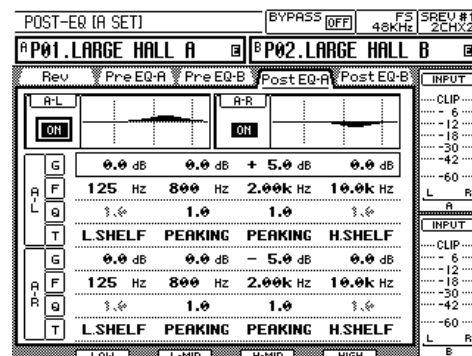 POST-EQ [A SET]
BYPASS OFF
FS 48KHz
SREV #1 2CHX2
A P01.LARGE HALL A E
B P02.LARGE HALL B E
Rev Pre EQ-A Pre EQ-B Post EQ-A Post EQ-B
A-L ON
A-R ON
A-L
G 0.0 dB 0.0 dB + 5.0 dB 0.0 dB
F 125 Hz 800 Hz 2.00k Hz 10.0k Hz
Q 1.0 1.0
T L.SHELF PEAKING PEAKING H.SHELF
A-R
G 0.0 dB 0.0 dB - 5.0 dB 0.0 dB
F 125 Hz 800 Hz 2.00k Hz 10.0k Hz
Q 1.0 1.0
T L.SHELF PEAKING PEAKING H.SHELF
LOW L-MID H-MID HIGH
INPUT
CLIP
- 6
-12
-18
-30
-42
-60
L R
A
INPUT
CLIP
- 6
-12
-18
-30
-42
-60
L R
B